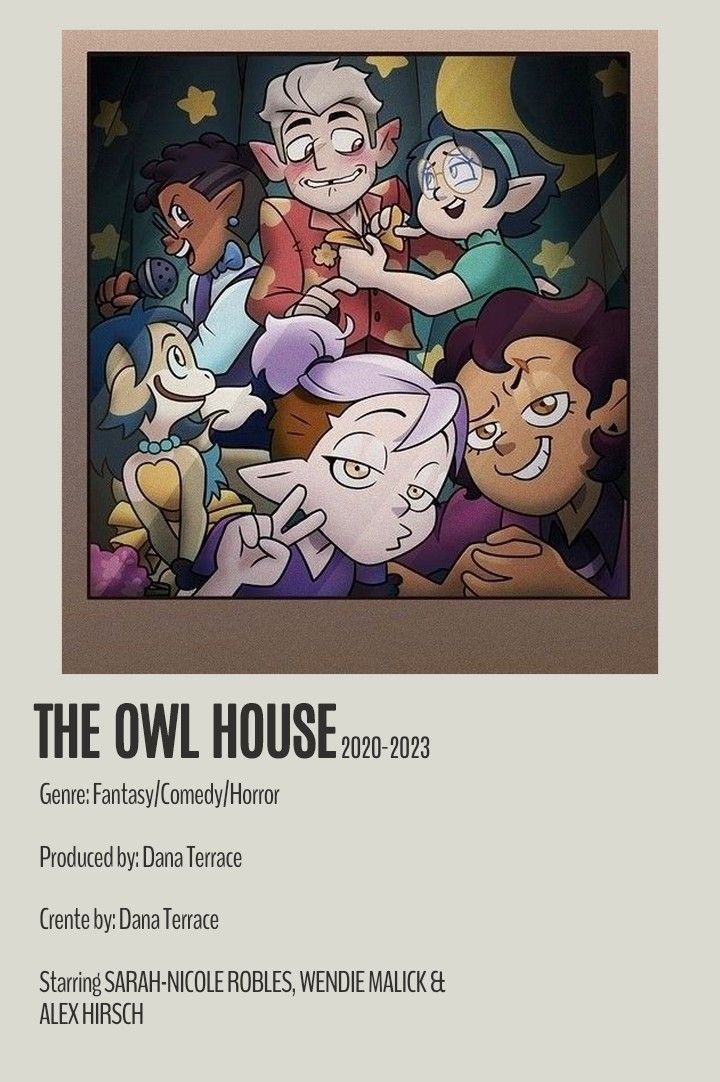 THE OWL HOUSE 2020-2023
Genre: Fantasy/Comedy/Horror
Produced by: Dana Terrace
Crente by: Dana Terrace
Starring SARAH-NICOLE ROBLES, WENDIE MALICK &
ALEX HIRSCH